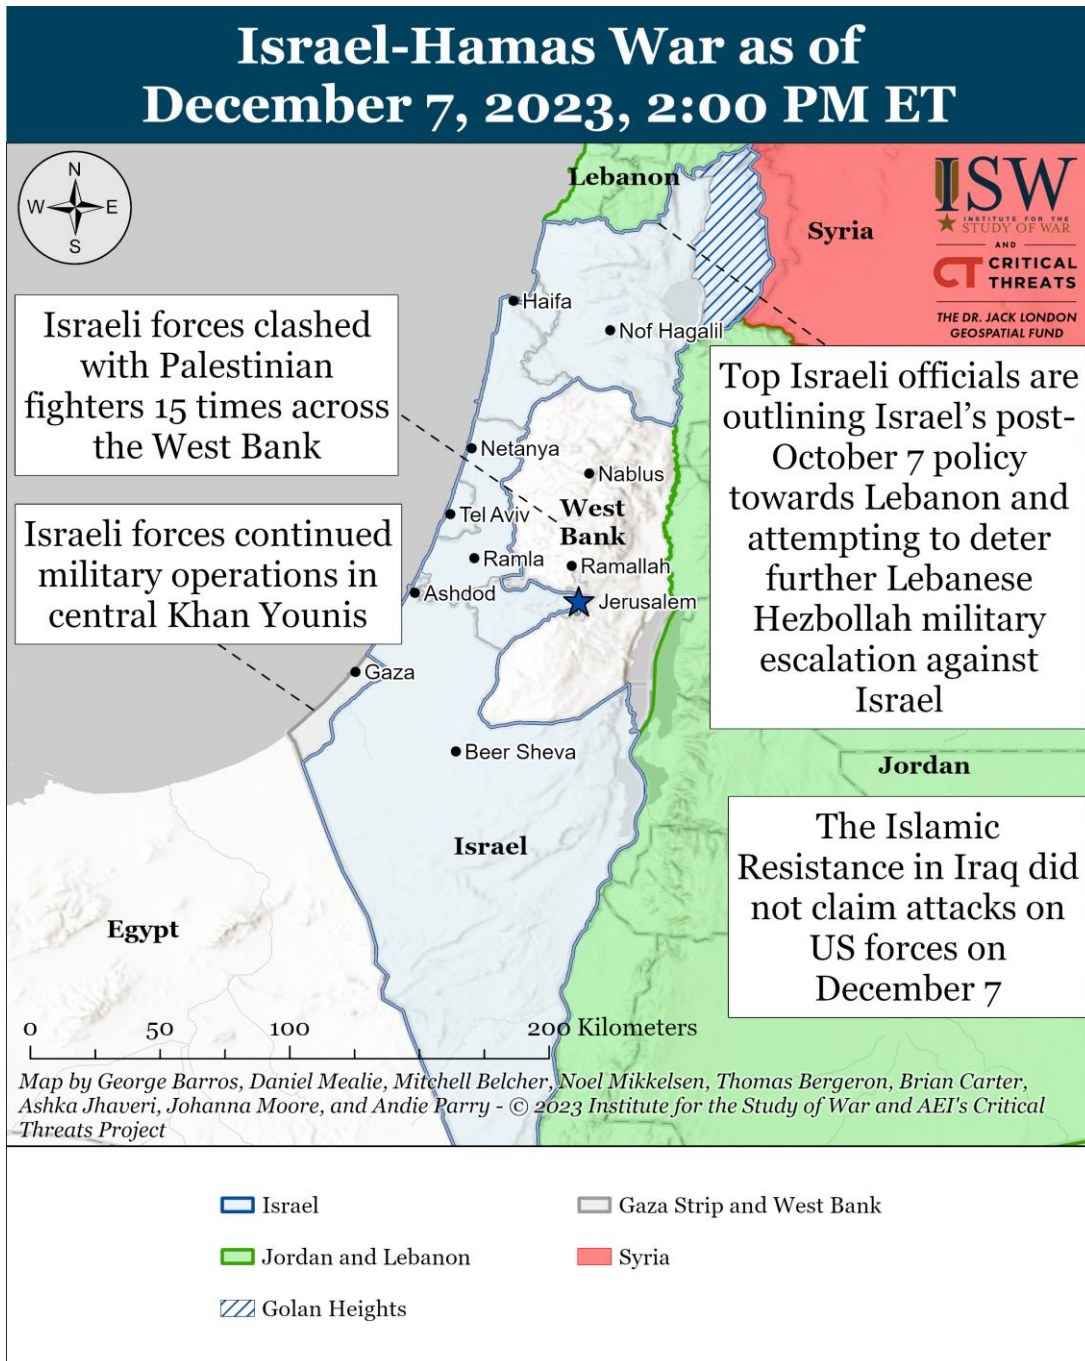 Israel-Hamas War as of
December 7, 2023, 2:00 PM ET
N
W
E
S
Lebanon
Syria
ISW
INSTITUTE FOR THE
STUDY OF WAR
AND
CT CRITICAL
THREATS
THE DR. JACK LONDON
GEOSPATIAL FUND
Haifa
Nof Hagalil
Israeli forces clashed
with Palestinian
fighters 15 times across
the West Bank
Top Israeli officials are
outlining Israel’s post-
October 7 policy
towards Lebanon and
attempting to deter
further Lebanese
Hezbollah military
escalation against
Israel
Netanya
Nablus
West
Bank
Tel Aviv
Ramla
Ramallah
Ashdod
Jerusalem
Israeli forces continued
military operations in
central Khan Younis
Gaza
Beer Sheva
Jordan
Israel
Egypt
The Islamic
Resistance in Iraq did
not claim attacks on
US forces on
December 7
0 50 100 200 Kilometers
Map by George Barros, Daniel Mealie, Mitchell Belcher, Noel Mikkelsen, Thomas Bergeron, Brian Carter,
Ashka Jhaveri, Johanna Moore, and Andie Parry - © 2023 Institute for the Study of War and AEI's Critical
Threats Project
Israel
Gaza Strip and West Bank
Jordan and Lebanon
Syria
Golan Heights